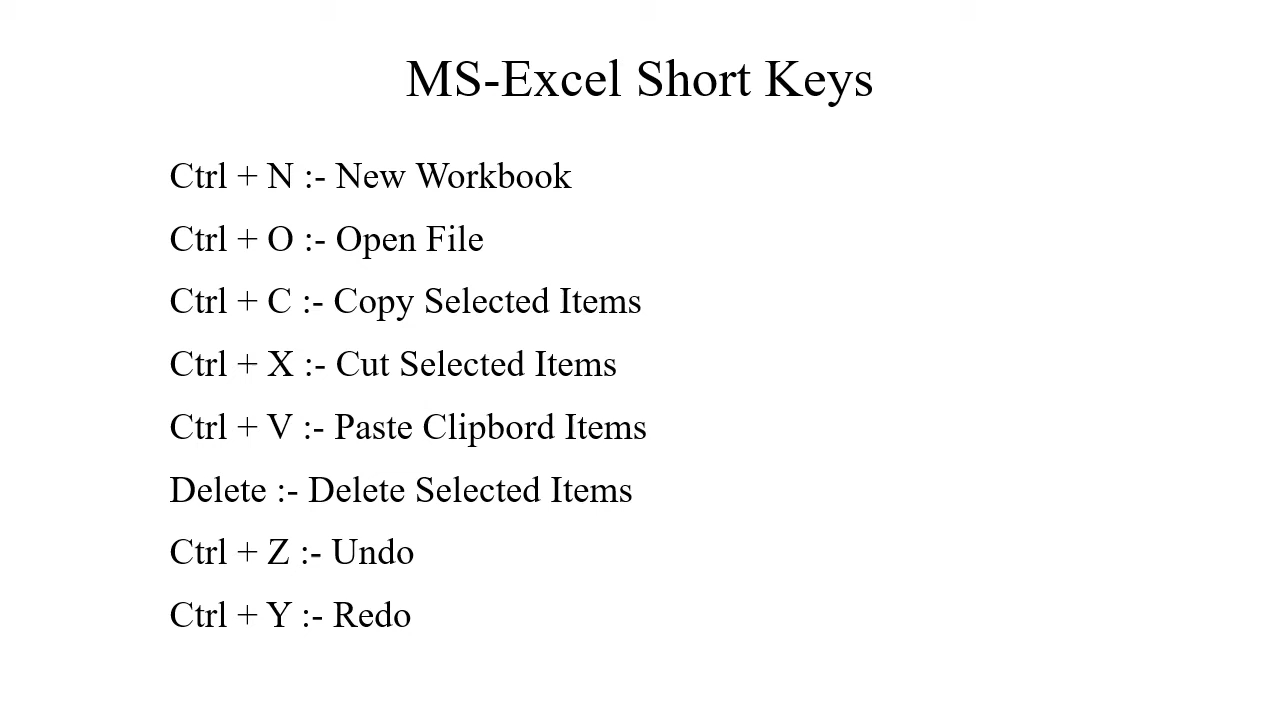 MS-Excel Short Keys
Ctrl + N :- New Workbook
Ctrl + O :- Open File
Ctrl + C :- Copy Selected Items
Ctrl + X :- Cut Selected Items
Ctrl + V :- Paste Clipbord Items
Delete :- Delete Selected Items
Ctrl + Z :- Undo
Ctrl + Y :- Redo